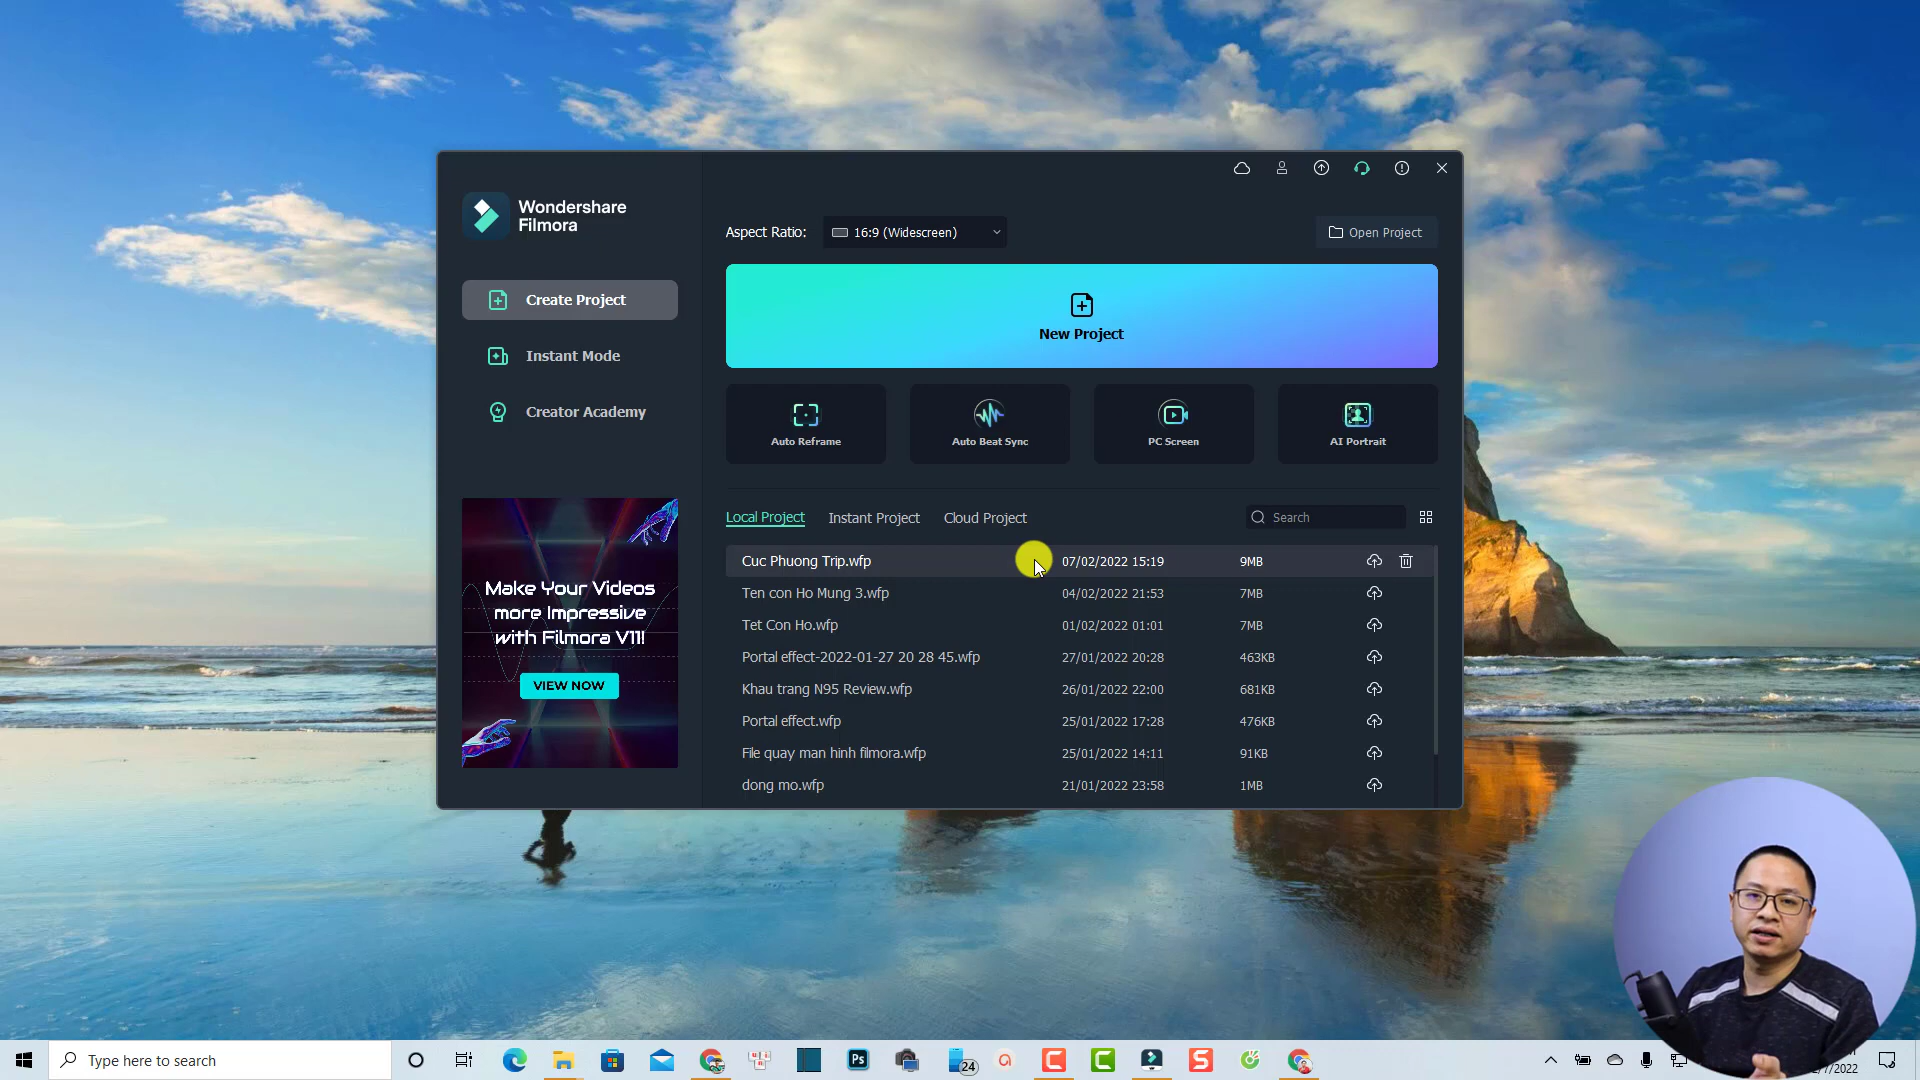 Wondershare
Filmora
Create Project
Instant Mode
Creator Academy
Make Your Videos
more Impressive
with Filmora V11!
VIEW NOW
Aspect Ratio: 16:9 (Widescreen) Open Project
New Project
Auto Reframe Auto Beat Sync PC Screen AI Portrait
Local Project Instant Project Cloud Project Search
Cuc Phuong Trip.wfp 07/02/2022 15:19 9MB
Ten con Ho Mung 3.wfp 04/02/2022 21:53 7MB
Tet Con Ho.wfp 01/02/2022 01:01 7MB
Portal effect-2022-01-27 20 28 45.wfp 27/01/2022 20:28 463KB
Khau trang N95 Review.wfp 26/01/2022 22:00 681KB
Portal effect.wfp 25/01/2022 17:28 476KB
File quay man hinh filmora.wfp 25/01/2022 14:11 91KB
dong mo.wfp 21/01/2022 23:58 1MB
Type here to search
Ps
24
C
C
S
/7/2022